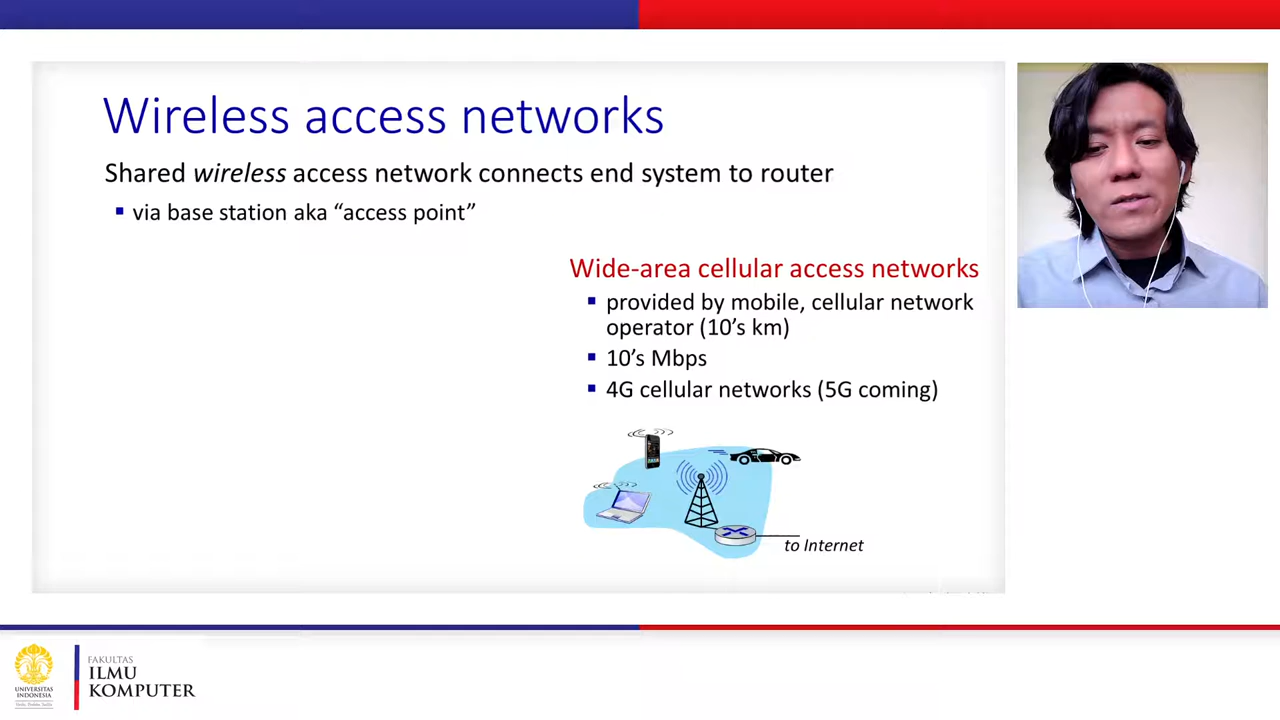 Wireless access networks
Shared wireless access network connects end system to router
▪ via base station aka “access point”
Wide-area cellular access networks
▪ provided by mobile, cellular network
operator (10’s km)
▪ 10’s Mbps
▪ 4G cellular networks (5G coming)
to Internet
UNIVERSITAS
INDONESIA
FAKULTAS
ILMU
KOMPUTER